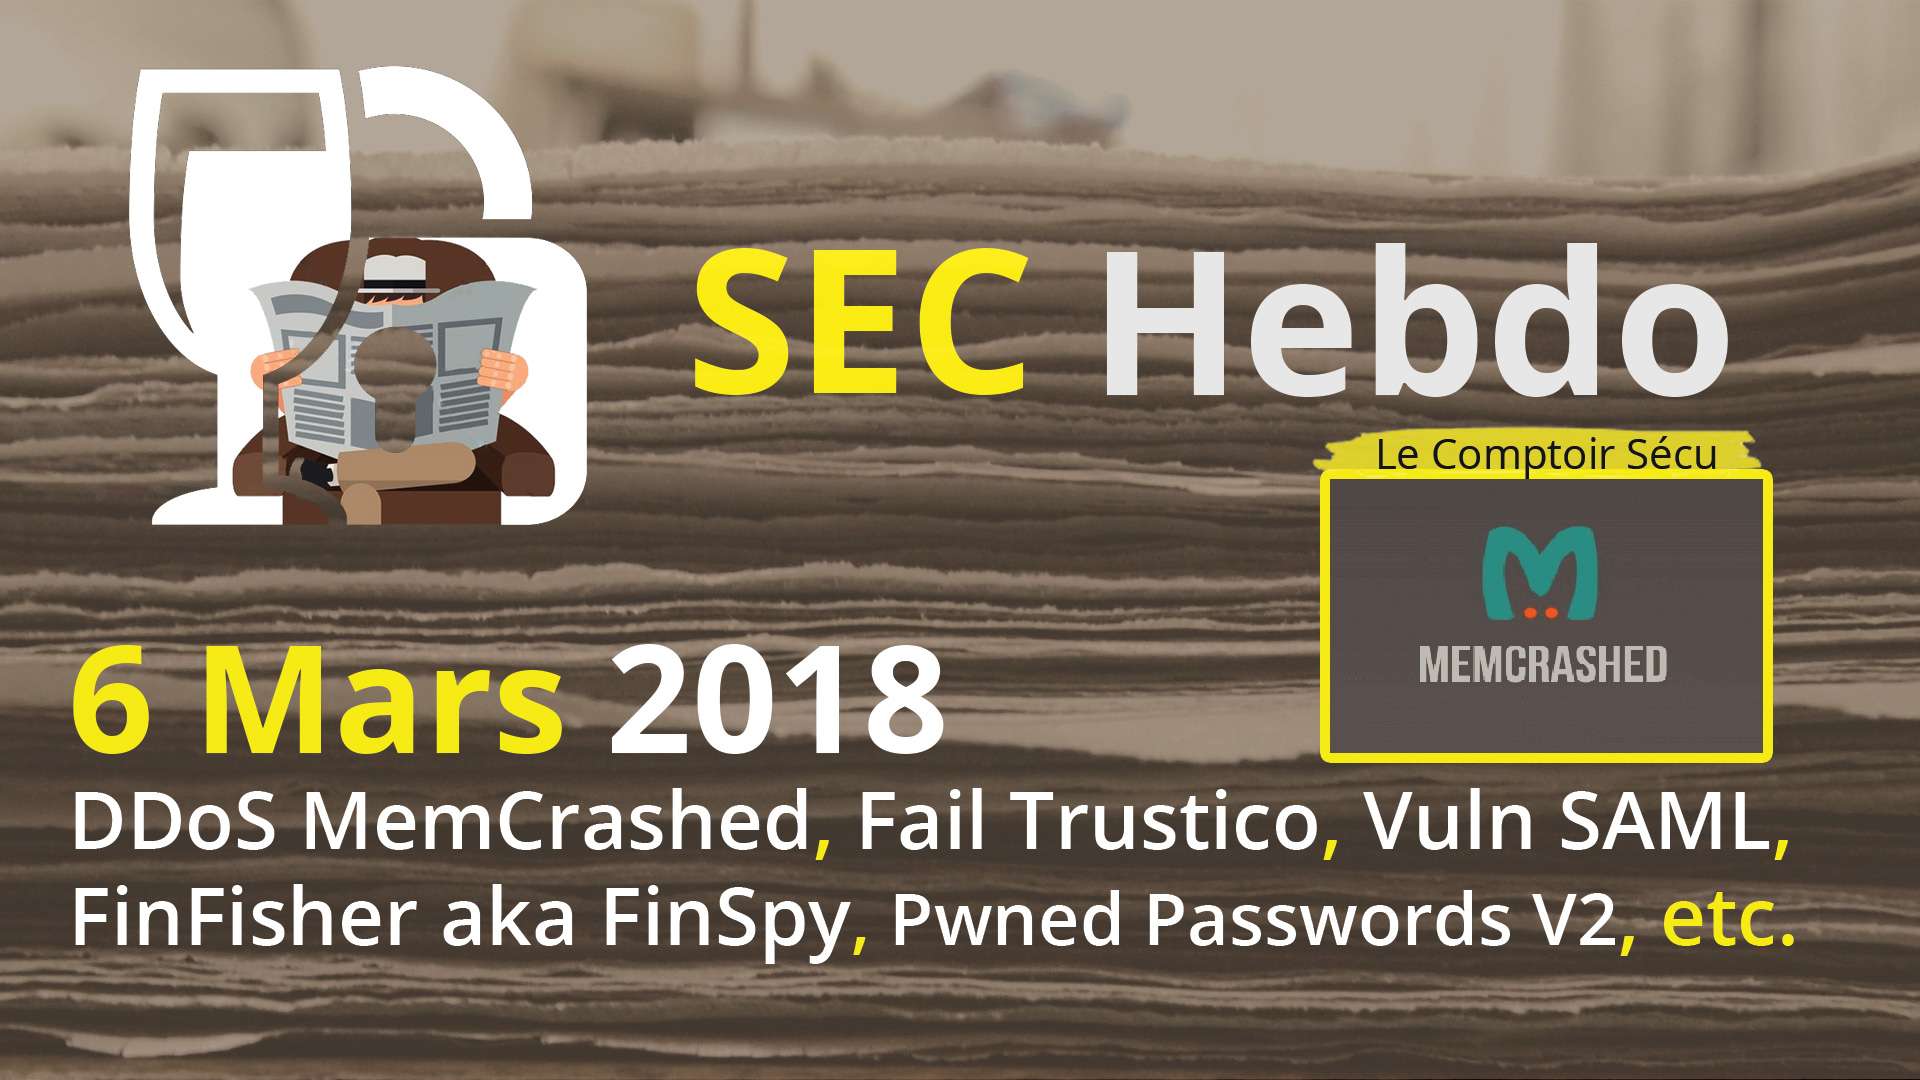 SEC Hebdo
Le Comptoir Sécu
MEMCRASHED
6 Mars 2018
DDoS MemCrashed, Fail Trustico, Vuln SAML,
FinFisher aka FinSpy, Pwned Passwords V2, etc.